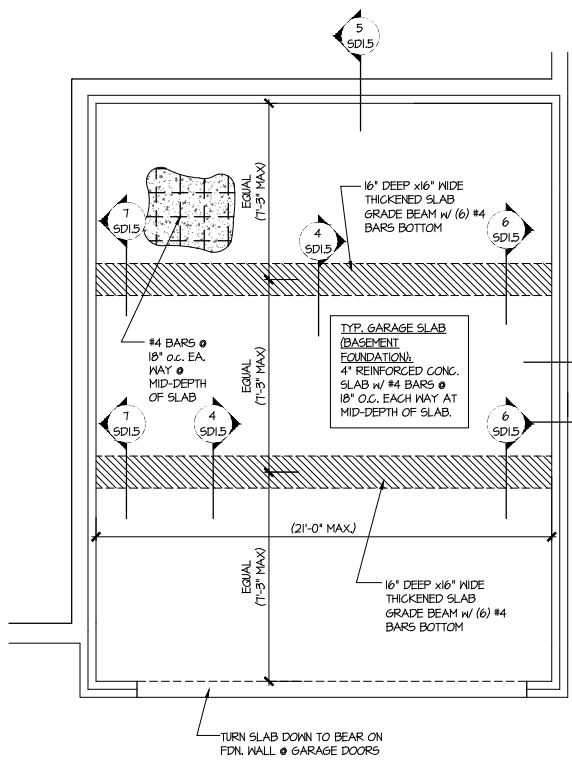 5
SD1.5
EQUAL
(7'-3" MAX)
16" DEEP x16" WIDE
THICKENED SLAB
GRADE BEAM W/ (6) #4
BARS BOTTOM
7
SD1.5
4
SD1.5
6
SD1.5
#4 BARS @
18" O.C. EA.
WAY @
MID-DEPTH
OF SLAB
EQUAL
(7'-3" MAX)
TYP. GARAGE SLAB
(BASEMENT
FOUNDATION):
4" REINFORCED CONC.
SLAB W/ #4 BARS @
18" O.C. EACH WAY AT
MID-DEPTH OF SLAB.
7
SD1.5
4
SD1.5
6
SD1.5
(21'-0" MAX.)
EQUAL
(7'-3" MAX)
16" DEEP x16" WIDE
THICKENED SLAB
GRADE BEAM W/ (6) #4
BARS BOTTOM
TURN SLAB DOWN TO BEAR ON
FDN. WALL @ GARAGE DOORS